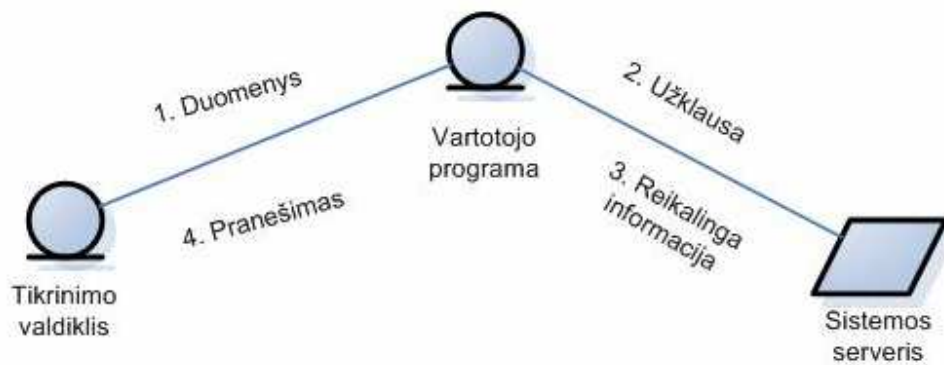 1. Duomenys
Vartotojo
programa
2. Užklausa
3. Reikalinga
informacija
4. Pranešimas
Tikrinimo
valdiklis
Sistemos
serveris